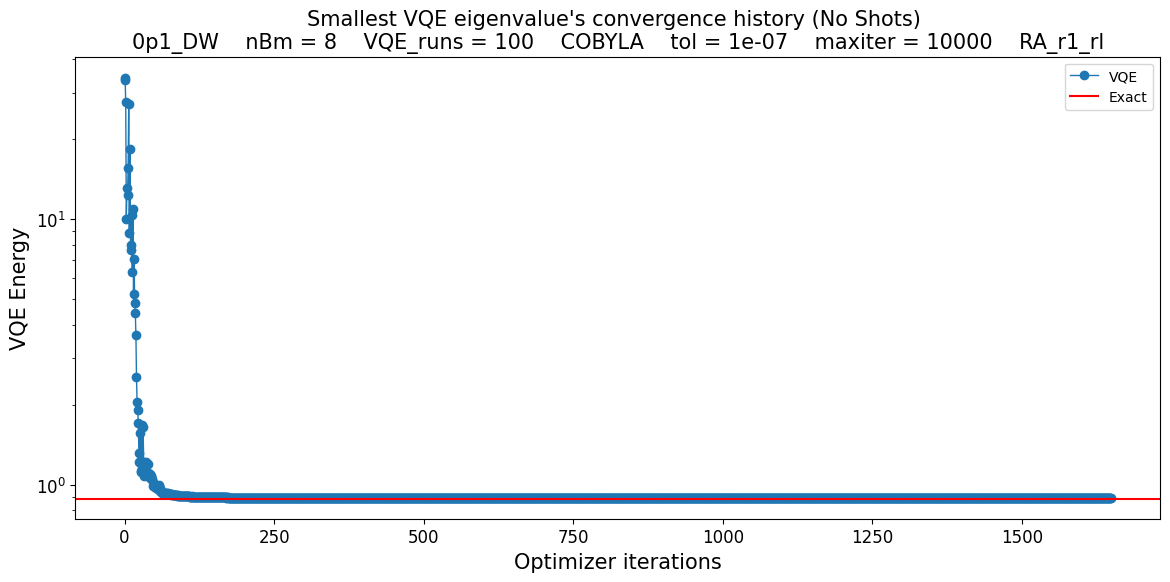 Smallest VQE eigenvalue's convergence history (No Shots)
0p1_DW    nBm = 8    VQE_runs = 100    COBYLA    tol = 1e-07    maxiter = 10000    RA_r1_rl
VQE
Exact
VQE Energy
10¹
10⁰
0 250 500 750 1000 1250 1500
Optimizer iterations